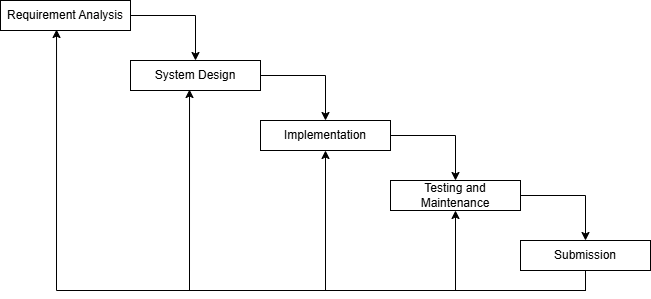 Requirement Analysis
System Design
Implementation
Testing and
Maintenance
Submission